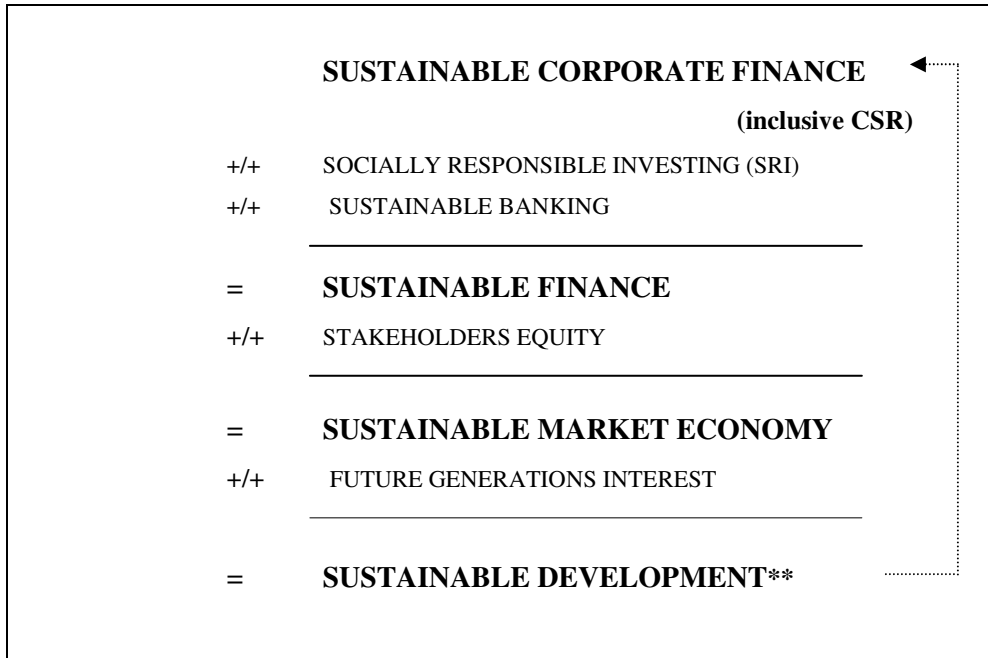 SUSTAINABLE CORPORATE FINANCE
(inclusive CSR)
+/+ SOCIALLY RESPONSIBLE INVESTING (SRI)
+/+ SUSTAINABLE BANKING
= SUSTAINABLE FINANCE
+/+ STAKEHOLDERS EQUITY
= SUSTAINABLE MARKET ECONOMY
+/+ FUTURE GENERATIONS INTEREST
= SUSTAINABLE DEVELOPMENT**